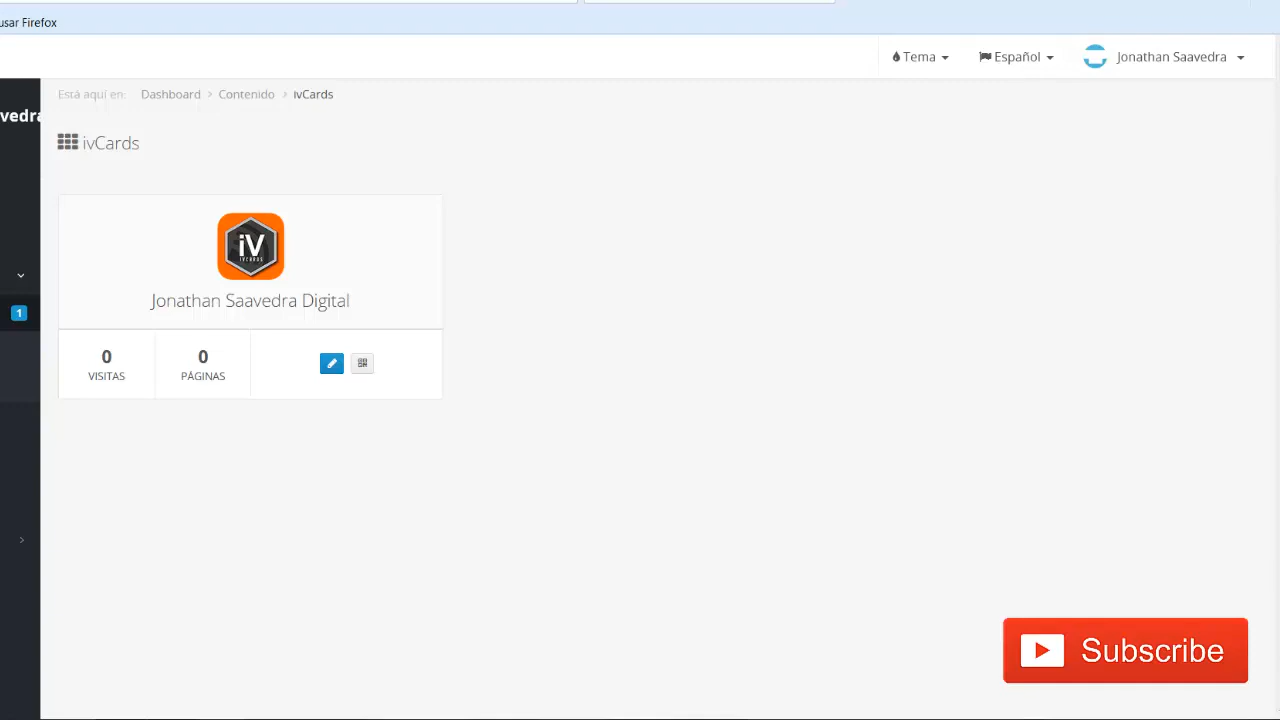 usar Firefox
Tema
Español
Jonathan Saavedra
Está aquí en: Dashboard > Contenido > ivCards
vedra
ivCards
iV
IVCARDS
Jonathan Saavedra Digital
1
0
VISITAS
0
PÁGINAS
Subscribe